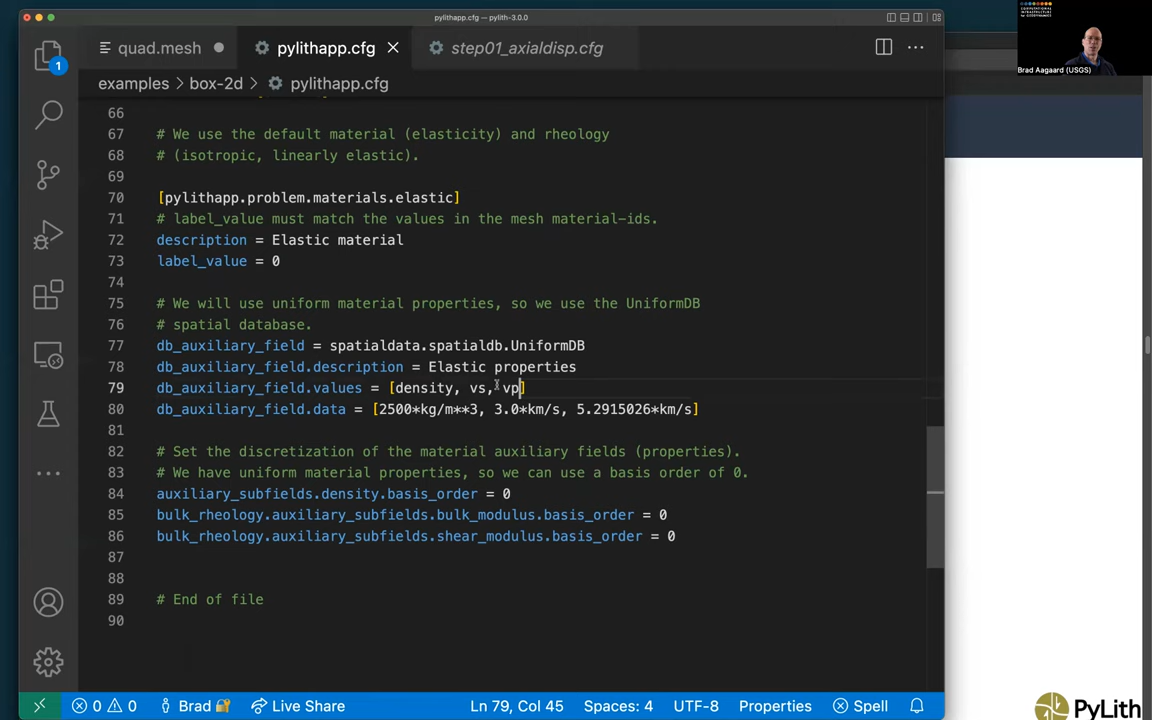 pylithapp.cfg — pylith-3.0.0
quad.mesh
pylithapp.cfg
step01_axialdisp.cfg
examples > box-2d > pylithapp.cfg
66
67 # We use the default material (elasticity) and rheology
68 # (isotropic, linearly elastic).
69
70 [pylithapp.problem.materials.elastic]
71 # label_value must match the values in the mesh material-ids.
72 description = Elastic material
73 label_value = 0
74
75 # We will use uniform material properties, so we use the UniformDB
76 # spatial database.
77 db_auxiliary_field = spatialdata.spatialdb.UniformDB
78 db_auxiliary_field.description = Elastic properties
79 db_auxiliary_field.values = [density, vs, vp]
80 db_auxiliary_field.data = [2500*kg/m**3, 3.0*km/s, 5.2915026*km/s]
81
82 # Set the discretization of the material auxiliary fields (properties).
83 # We have uniform material properties, so we can use a basis order of 0.
84 auxiliary_subfields.density.basis_order = 0
85 bulk_rheology.auxiliary_subfields.bulk_modulus.basis_order = 0
86 bulk_rheology.auxiliary_subfields.shear_modulus.basis_order = 0
87
88
89 # End of file
90
1
0 0 Brad Live Share Ln 79, Col 45 Spaces: 4 UTF-8 Properties Spell
COMPUTATIONAL
INFRASTRUCTURE
for GEODYNAMICS
Brad Aagaard (USGS)
PyLith